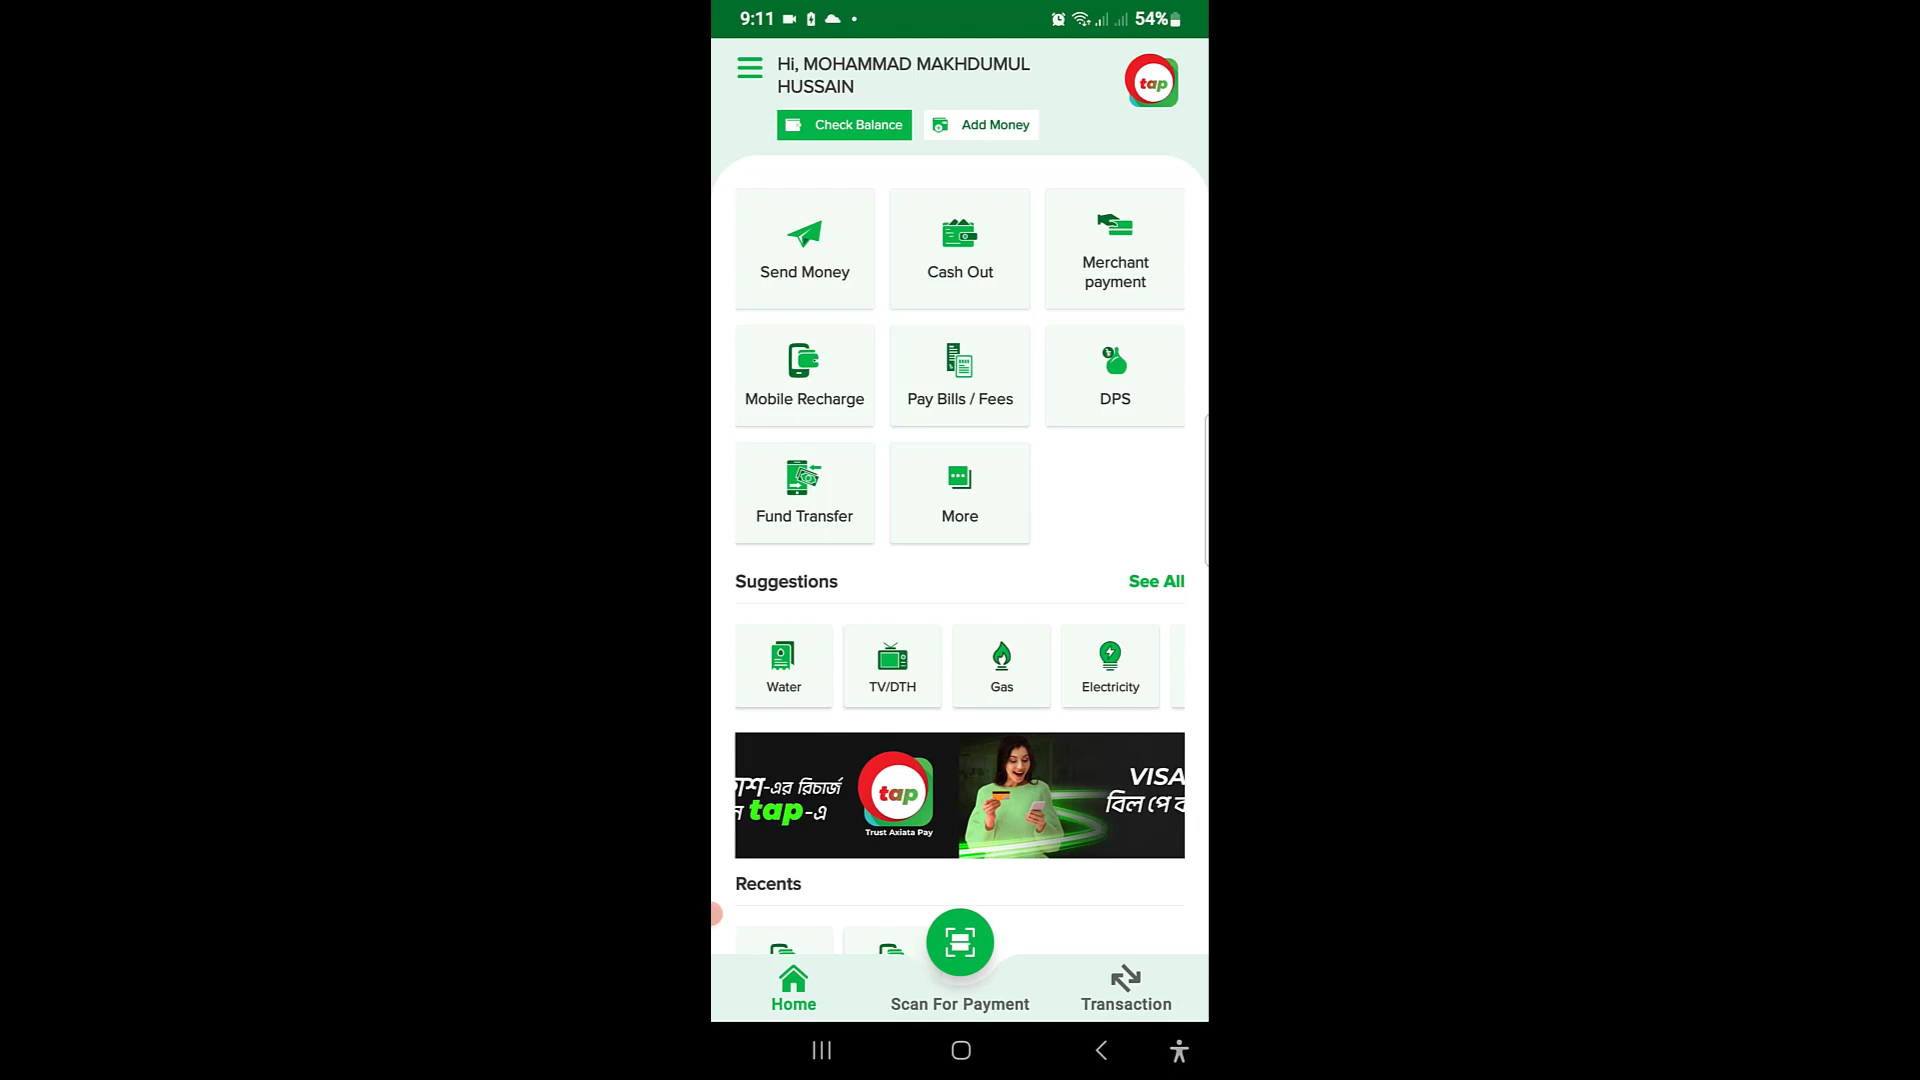 9:11
54%
Hi, MOHAMMAD MAKHDUMUL
HUSSAIN
tap
Check Balance
Add Money
Send Money
Cash Out
Merchant
payment
Mobile Recharge
Pay Bills / Fees
DPS
Fund Transfer
More
Suggestions
See All
Water
TV/DTH
Gas
Electricity
-এর রিচার্জ
tap-এ
tap
Trust Axiata Pay
VISA
বিল পে
Recents
Home
Scan For Payment
Transaction